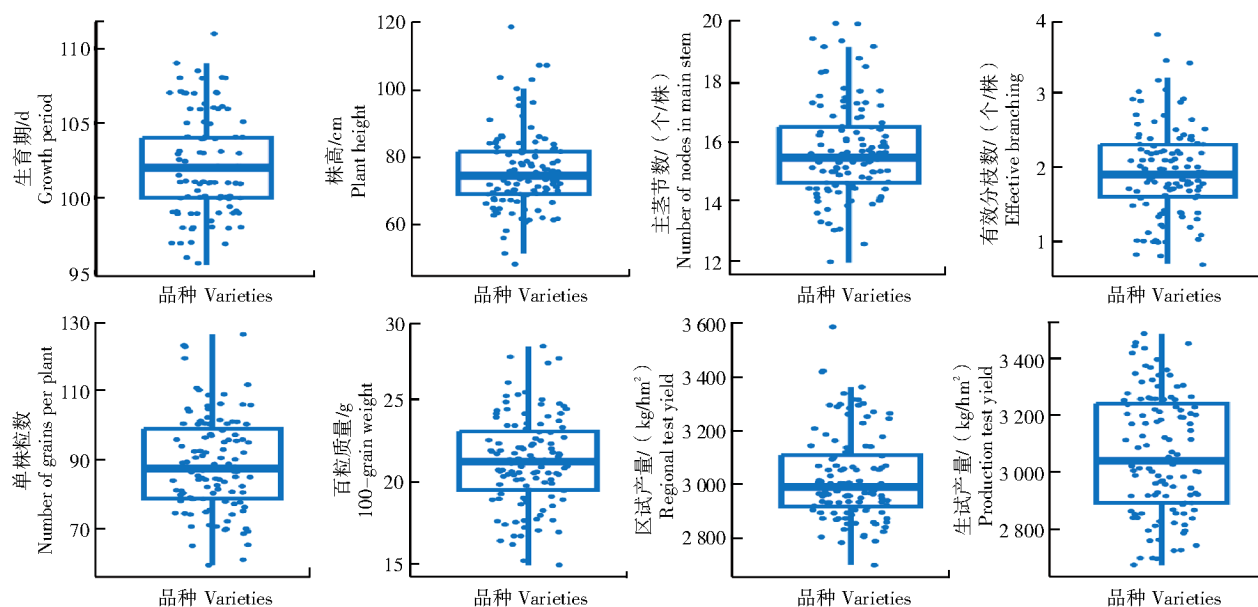 生育期/d
Growth period
110
105
100
95
品种 Varieties
株高/cm
Plant height
120
100
80
60
品种 Varieties
主茎节数/(个/株)
Number of nodes in main stem
20
18
16
14
12
品种 Varieties
有效分枝数/(个/株)
Effective branching
4
3
2
1
品种 Varieties
单株粒数
Number of grains per plant
130
110
90
70
品种 Varieties
百粒质量/g
100-grain weight
30
25
20
15
品种 Varieties
区试产量/(kg/hm²)
Regional test yield
3 600
3 400
3 200
3 000
2 800
品种 Varieties
生试产量/(kg/hm²)
Production test yield
3 400
3 200
3 000
2 800
品种 Varieties